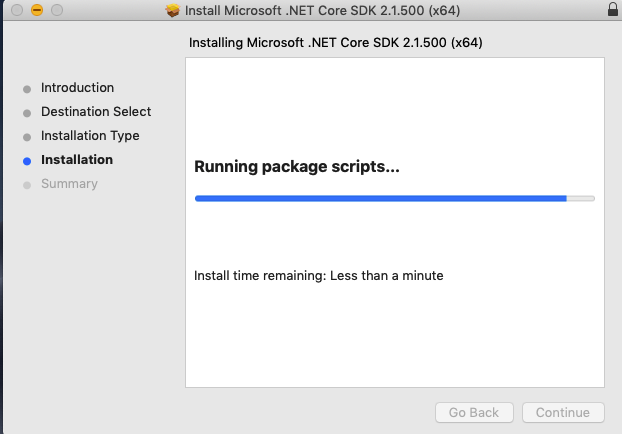 Install Microsoft .NET Core SDK 2.1.500 (x64)
Installing Microsoft .NET Core SDK 2.1.500 (x64)
Introduction
Destination Select
Installation Type
Installation
Summary
Running package scripts...
Install time remaining: Less than a minute
Go Back
Continue